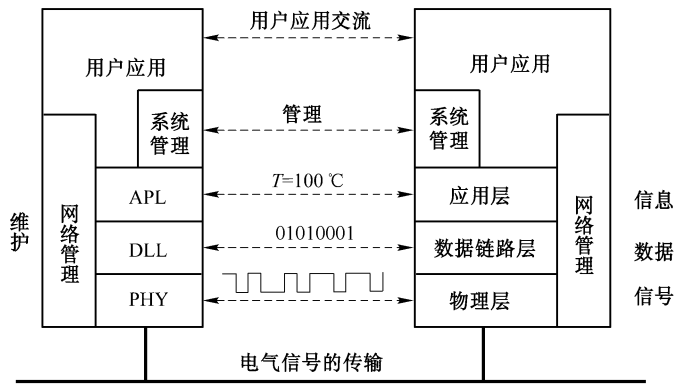 用户应用交流
用户应用
用户应用
系统
管理
管理
系统
管理
T=100 ℃
APL
应用层
信息
维护
网络管理
网络管理
01010001
DLL
数据链路层
数据
PHY
物理层
信号
电气信号的传输